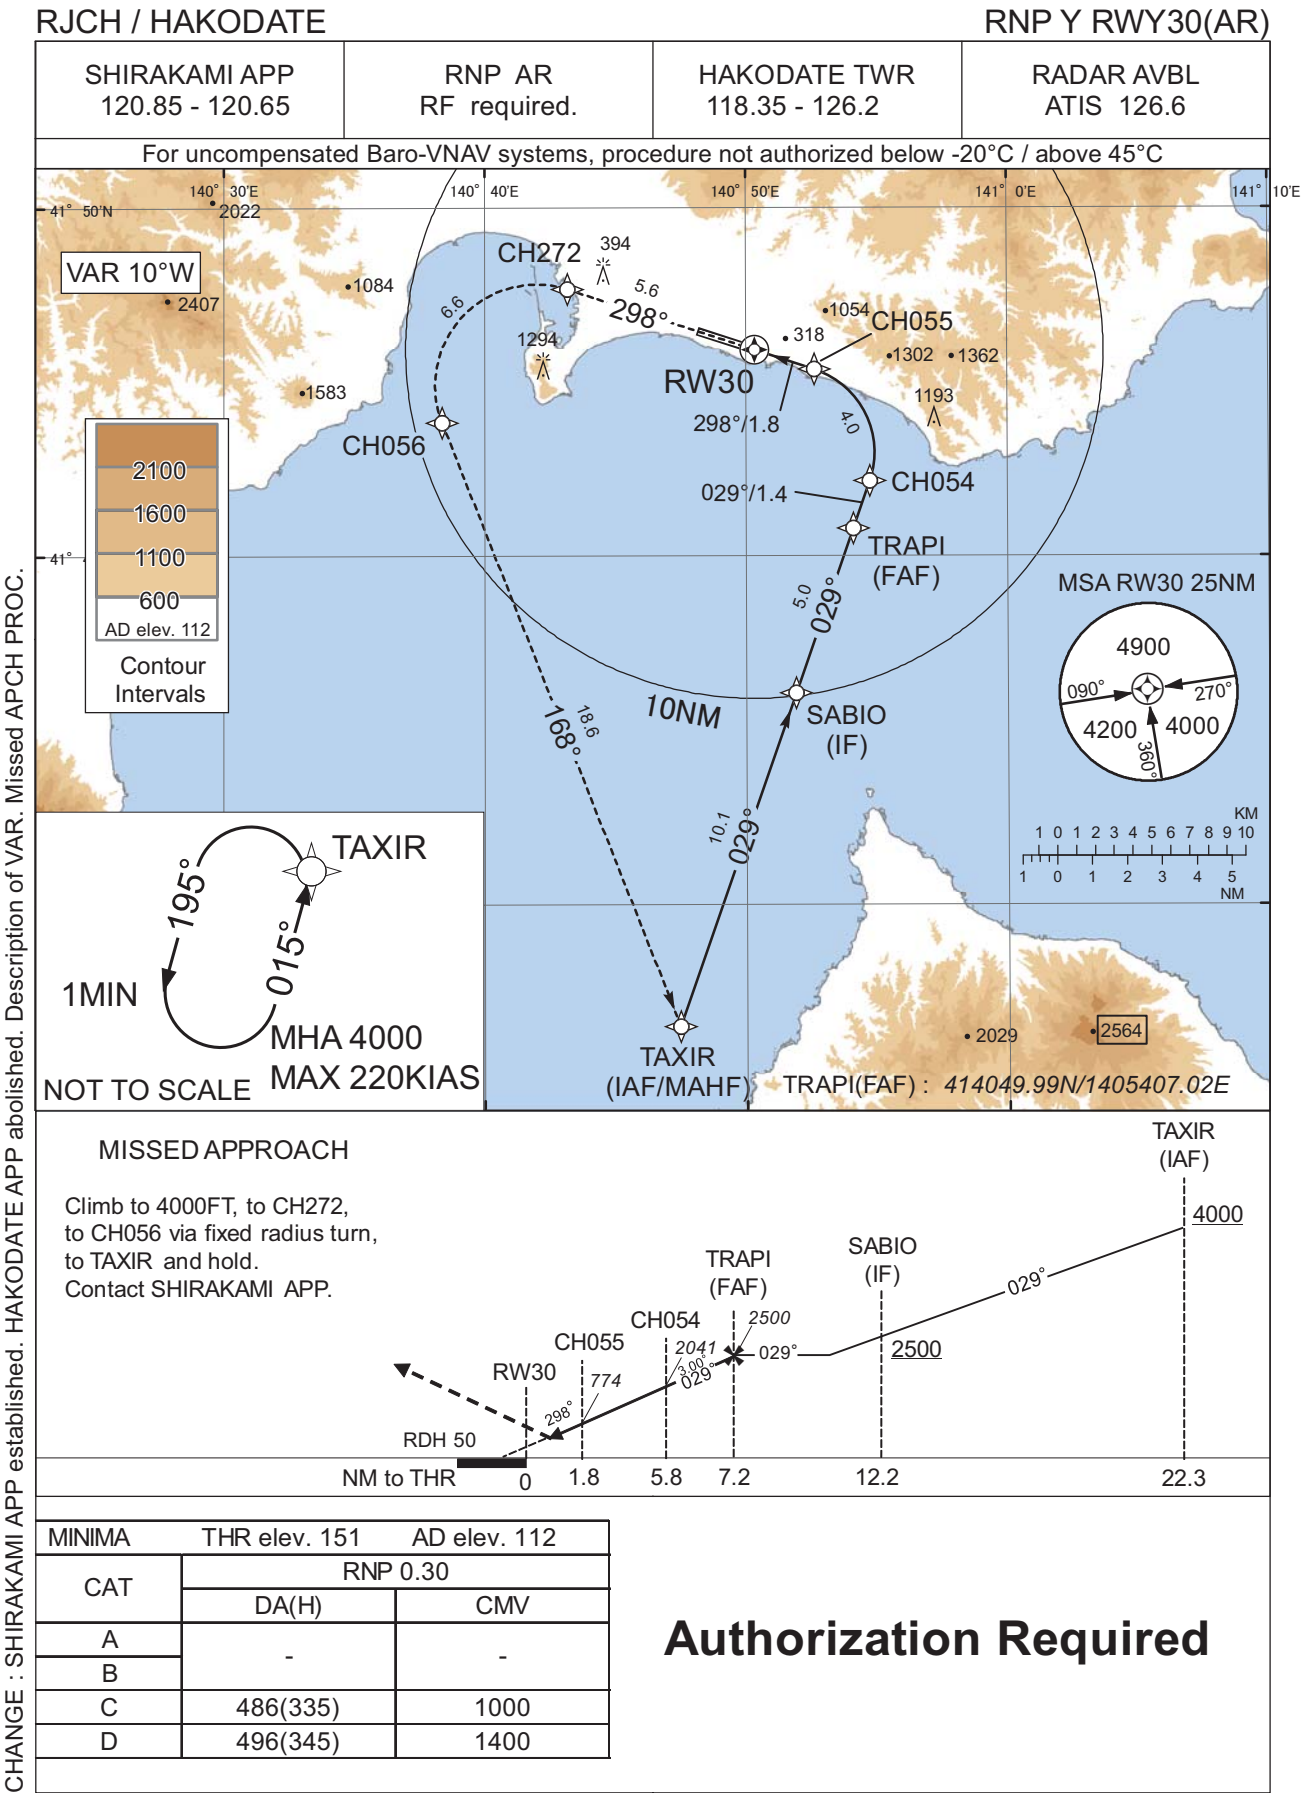 RJCH / HAKODATE
RNP Y RWY30(AR)
SHIRAKAMI APP
120.85 - 120.65
RNP AR
RF required.
HAKODATE TWR
118.35 - 126.2
RADAR AVBL
ATIS 126.6
For uncompensated Baro-VNAV systems, procedure not authorized below -20°C / above 45°C
140° 30'E
140° 40'E
140° 50'E
141° 0'E
141° 10'E
41° 50'N
2022
VAR 10°W
2407
1084
CH272
394
5.6
298°
6.6
1294
1054
CH055
318
1302
1362
RW30
1193
1583
298°/1.8
4.0
CH056
CH054
029°/1.4
TRAPI
(FAF)
41°
2100
1600
1100
600
AD elev. 112
Contour
Intervals
5.0
029°
MSA RW30 25NM
4900
090°
270°
4200
4000
360°
10NM
SABIO
(IF)
18.6
168°
10.1
029°
KM
1 0 1 2 3 4 5 6 7 8 9 10
1 0 1 2 3 4 5
NM
TAXIR
195°
015°
1MIN
MHA 4000
MAX 220KIAS
NOT TO SCALE
2029
2564
TAXIR
(IAF/MAHF)
TRAPI(FAF) : 414049.99N/1405407.02E
MISSED APPROACH
Climb to 4000FT, to CH272,
to CH056 via fixed radius turn,
to TAXIR and hold.
Contact SHIRAKAMI APP.
TAXIR
(IAF)
4000
SABIO
(IF)
029°
TRAPI
(FAF)
2500
CH054
2041
029°
2500
CH055
3.00°
029°
RW30
774
298°
RDH 50
NM to THR
0
1.8
5.8
7.2
12.2
22.3
MINIMA
THR elev. 151
AD elev. 112
CAT
RNP 0.30
DA(H)
CMV
A
B
-
-
C
486(335)
1000
D
496(345)
1400
Authorization Required
CHANGE : SHIRAKAMI APP established. HAKODATE APP abolished. Description of VAR. Missed APCH PROC.